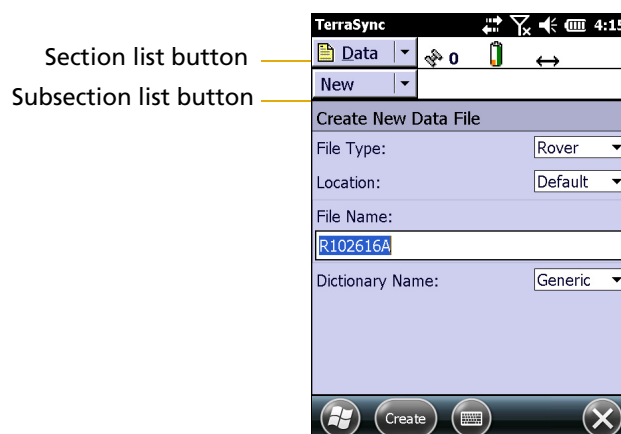 TerraSync 4:15
Section list button
Data 0
Subsection list button
New
Create New Data File
File Type: Rover
Location: Default
File Name:
R102616A
Dictionary Name: Generic
Create